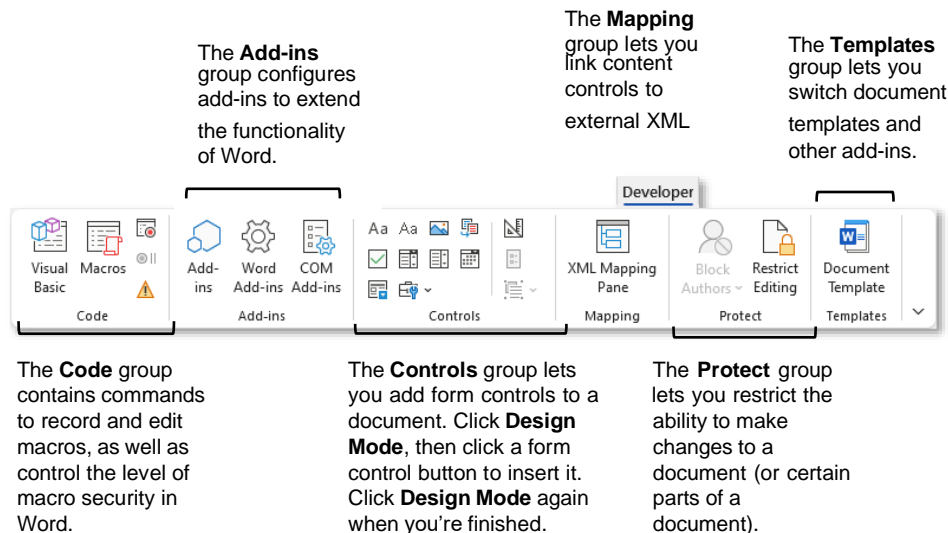 The Mapping
group lets you
link content
controls to
external XML
The Add-ins
group configures
add-ins to extend
the functionality
of Word.
The Templates
group lets you
switch document
templates and
other add-ins.
Developer
Aa Aa
Visual
Basic
Macros
Add-
ins
Word
Add-ins
COM
Add-ins
XML Mapping
Pane
Block
Authors
Restrict
Editing
W
Document
Template
Code
Add-ins
Controls
Mapping
Protect
Templates
The Code group
contains commands
to record and edit
macros, as well as
control the level of
macro security in
Word.
The Controls group lets
you add form controls to a
document. Click Design
Mode, then click a form
control button to insert it.
Click Design Mode again
when you’re finished.
The Protect group
lets you restrict the
ability to make
changes to a
document (or certain
parts of a
document).